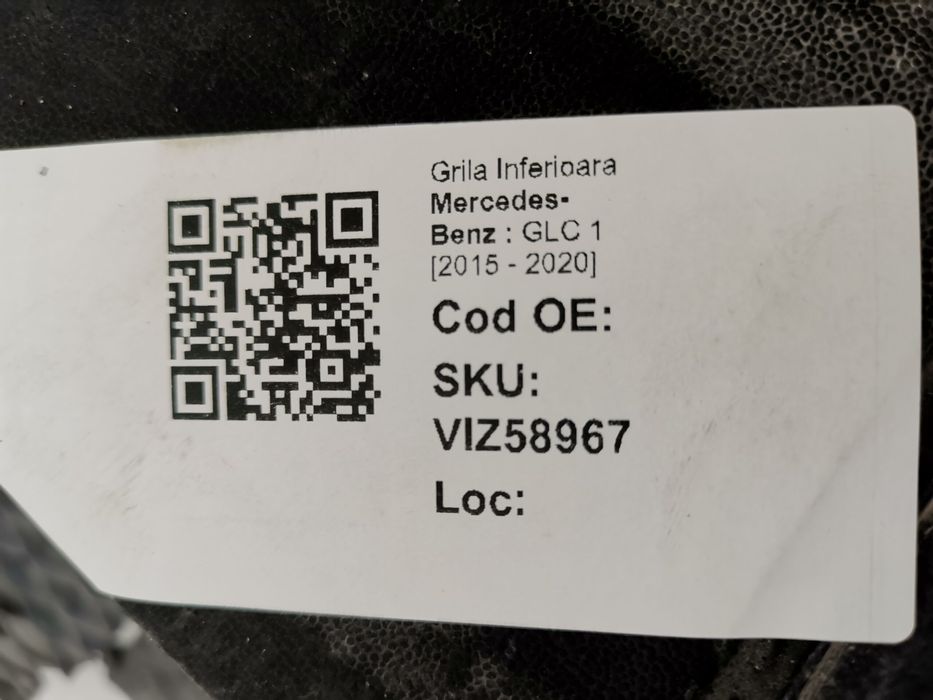 Grila Inferioara
Mercedes-
Benz : GLC 1
[2015 - 2020]
Cod OE:
SKU:
VIZ58967
Loc: